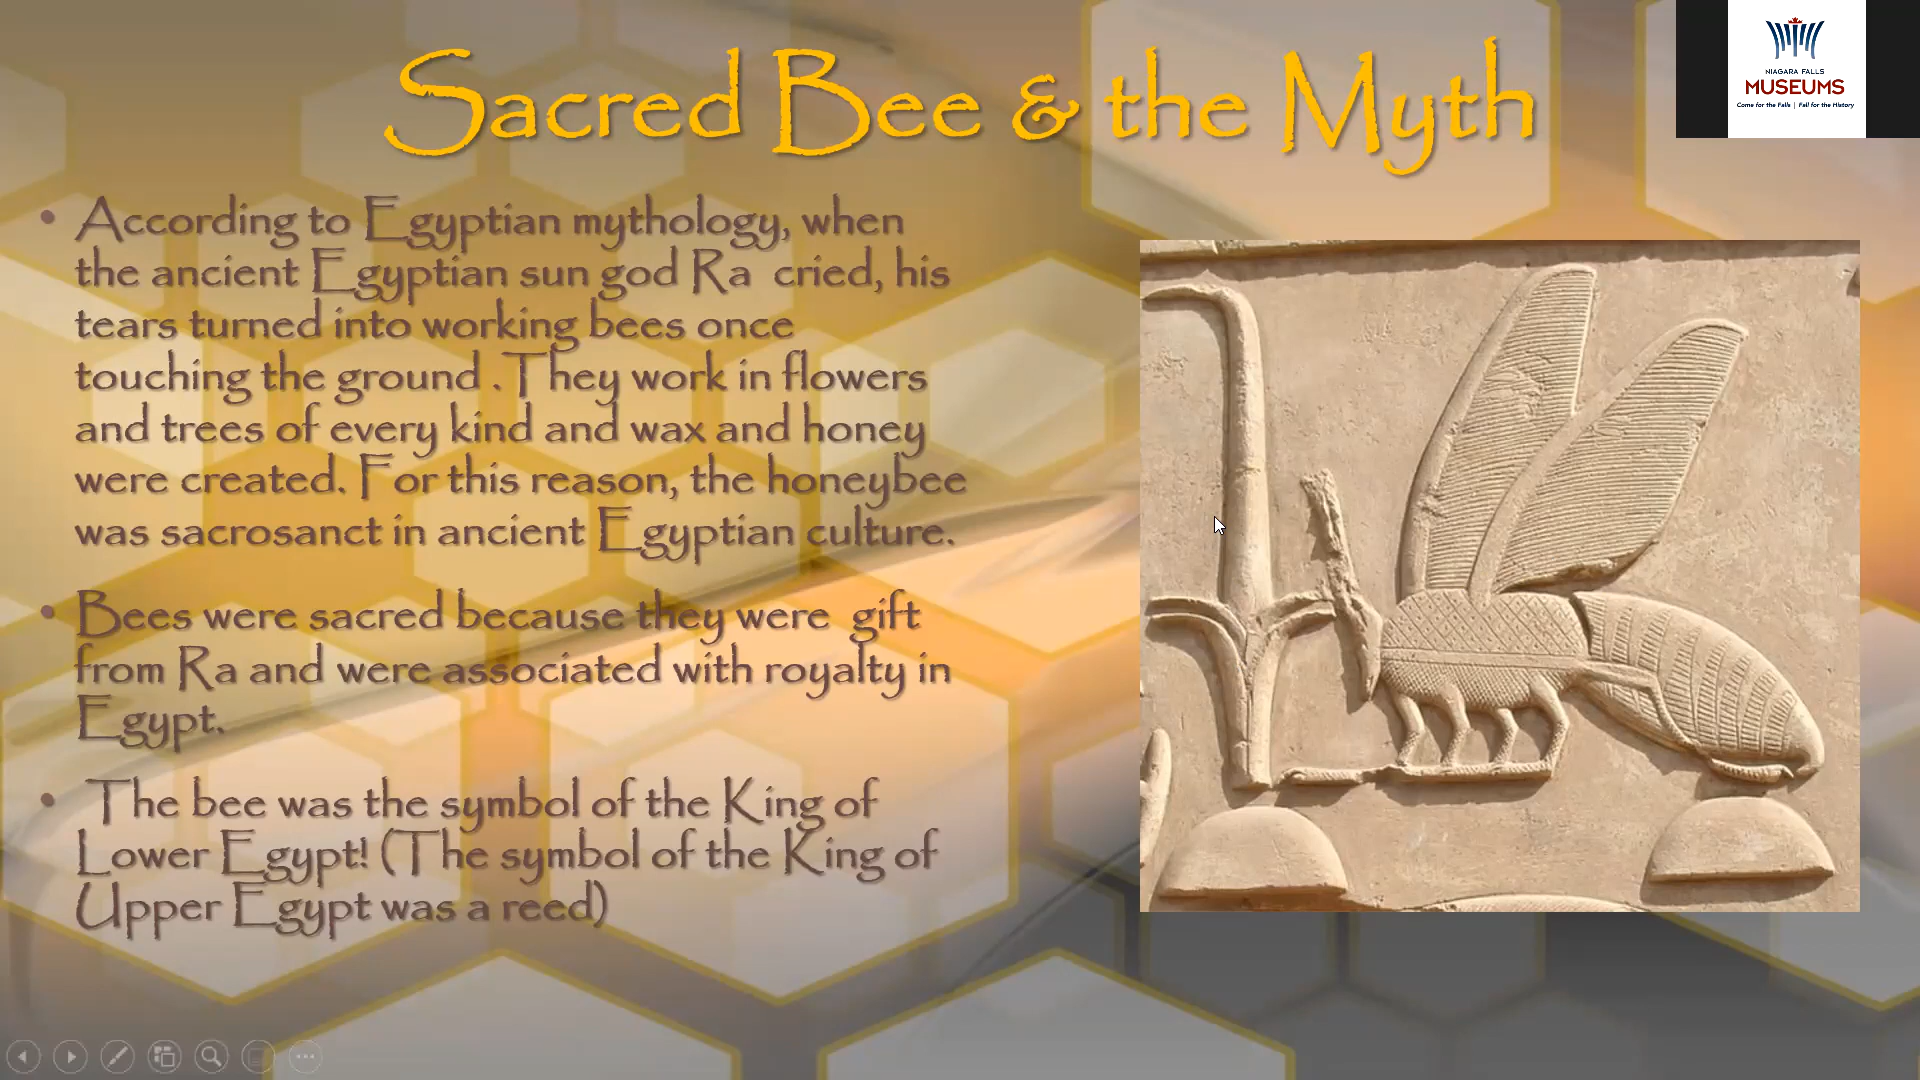 Sacred Bee & the Myth
NIAGARA FALLS
MUSEUMS
Come for the Falls | Fall for the History
• According to Egyptian mythology, when
the ancient Egyptian sun god Ra cried, his
tears turned into working bees once
touching the ground . They work in flowers
and trees of every kind and wax and honey
were created. For this reason, the honeybee
was sacrosanct in ancient Egyptian culture.
• Bees were sacred because they were gift
from Ra and were associated with royalty in
Egypt.
• The bee was the symbol of the King of
Lower Egypt! (The symbol of the King of
Upper Egypt was a reed)